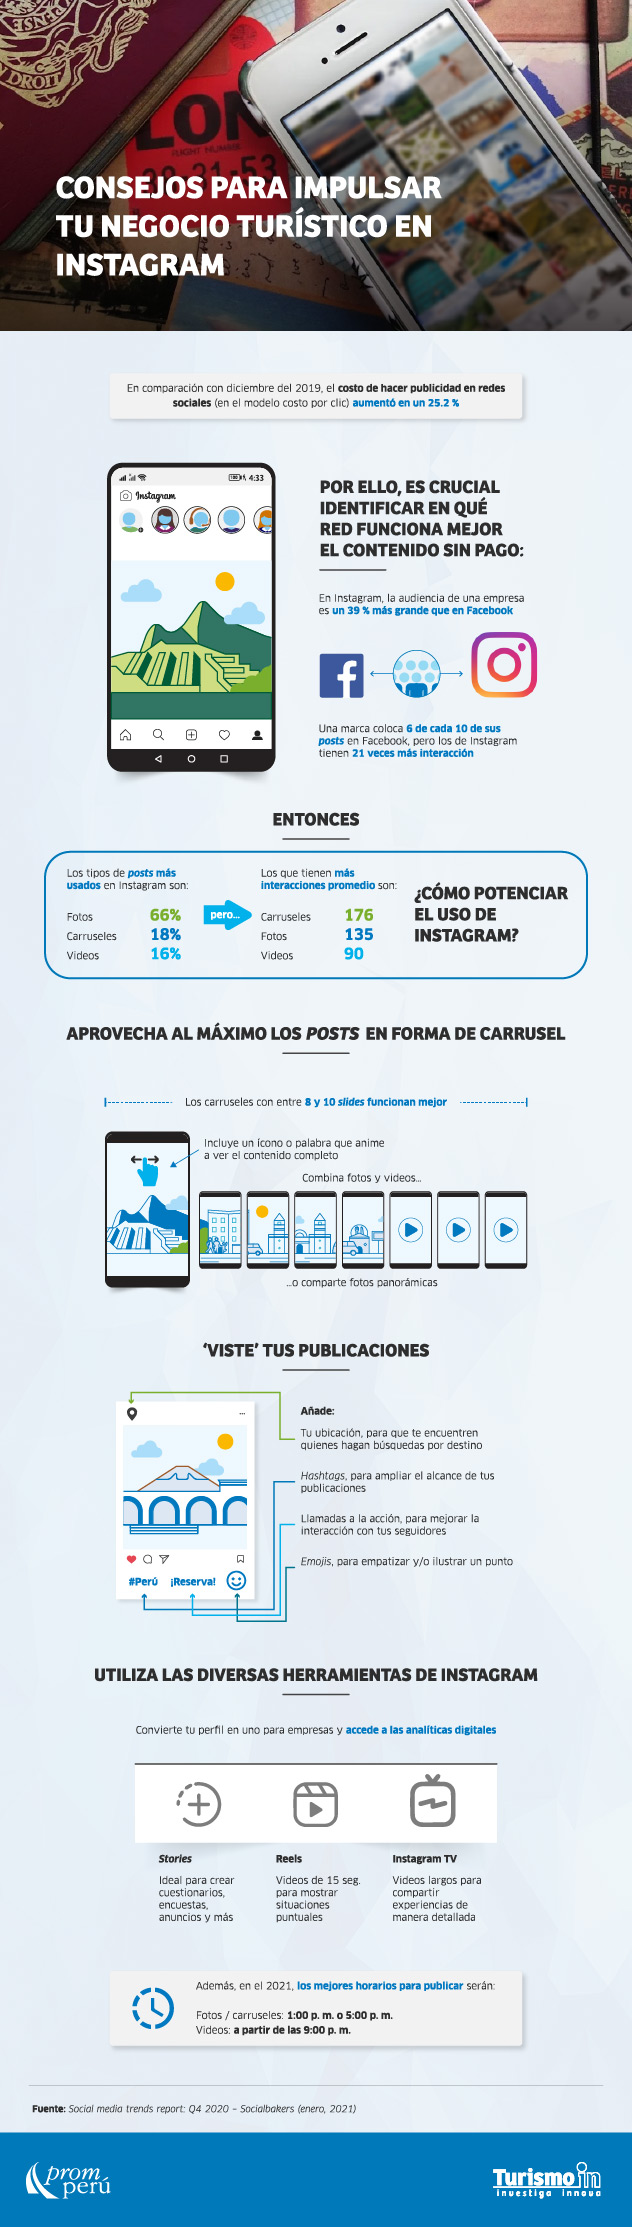 LON
FLIGHT NUMBER
CONSEJOS PARA IMPULSAR
TU NEGOCIO TURÍSTICO EN
INSTAGRAM
En comparación con diciembre del 2019, el costo de hacer publicidad en redes
sociales (en el modelo costo por clic) aumentó en un 25.2 %
4:33
Instagram
POR ELLO, ES CRUCIAL
IDENTIFICAR EN QUÉ
RED FUNCIONA MEJOR
EL CONTENIDO SIN PAGO:
En Instagram, la audiencia de una empresa
es un 39 % más grande que en Facebook
Una marca coloca 6 de cada 10 de sus
posts en Facebook, pero los de Instagram
tienen 21 veces más interacción
ENTONCES
Los tipos de posts más
usados en Instagram son:
Fotos 66%
Carruseles 18%
Videos 16%
pero...
Los que tienen más
interacciones promedio son:
Carruseles 176
Fotos 135
Videos 90
¿CÓMO POTENCIAR
EL USO DE
INSTAGRAM?
APROVECHA AL MÁXIMO LOS POSTS EN FORMA DE CARRUSEL
Los carruseles con entre 8 y 10 slides funcionan mejor
Incluye un ícono o palabra que anime
a ver el contenido completo
Combina fotos y videos...
...o comparte fotos panorámicas
‘VISTE’ TUS PUBLICACIONES
Añade:
Tu ubicación, para que te encuentren
quienes hagan búsquedas por destino
Hashtags, para ampliar el alcance de tus
publicaciones
Llamadas a la acción, para mejorar la
interacción con tus seguidores
Emojis, para empatizar y/o ilustrar un punto
#Perú ¡Reserva!
UTILIZA LAS DIVERSAS HERRAMIENTAS DE INSTAGRAM
Convierte tu perfil en uno para empresas y accede a las analíticas digitales
Stories
Ideal para crear
cuestionarios,
encuestas,
anuncios y más
Reels
Videos de 15 seg.
para mostrar
situaciones
puntuales
Instagram TV
Videos largos para
compartir
experiencias de
manera detallada
Además, en el 2021, los mejores horarios para publicar serán:
Fotos / carruseles: 1:00 p. m. o 5:00 p. m.
Videos: a partir de las 9:00 p. m.
Fuente: Social media trends report: Q4 2020 – Socialbakers (enero, 2021)
prom
perú
Turismo in
investiga innova